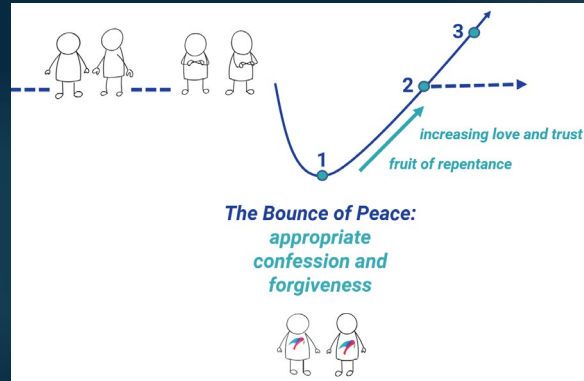 3
2
increasing love and trust
1
fruit of repentance
The Bounce of Peace:
appropriate
confession and
forgiveness